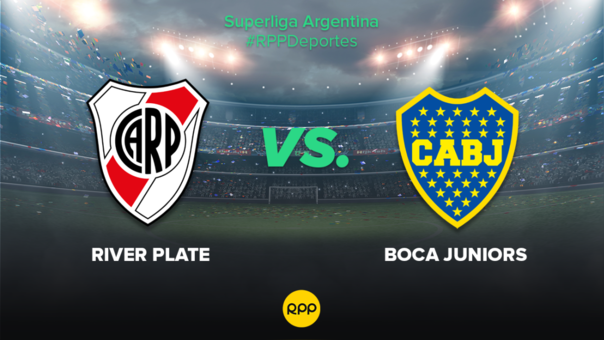 Superliga Argentina
#RPPDeportes
CARP
VS.
CABJ
RIVER PLATE
BOCA JUNIORS
RPP